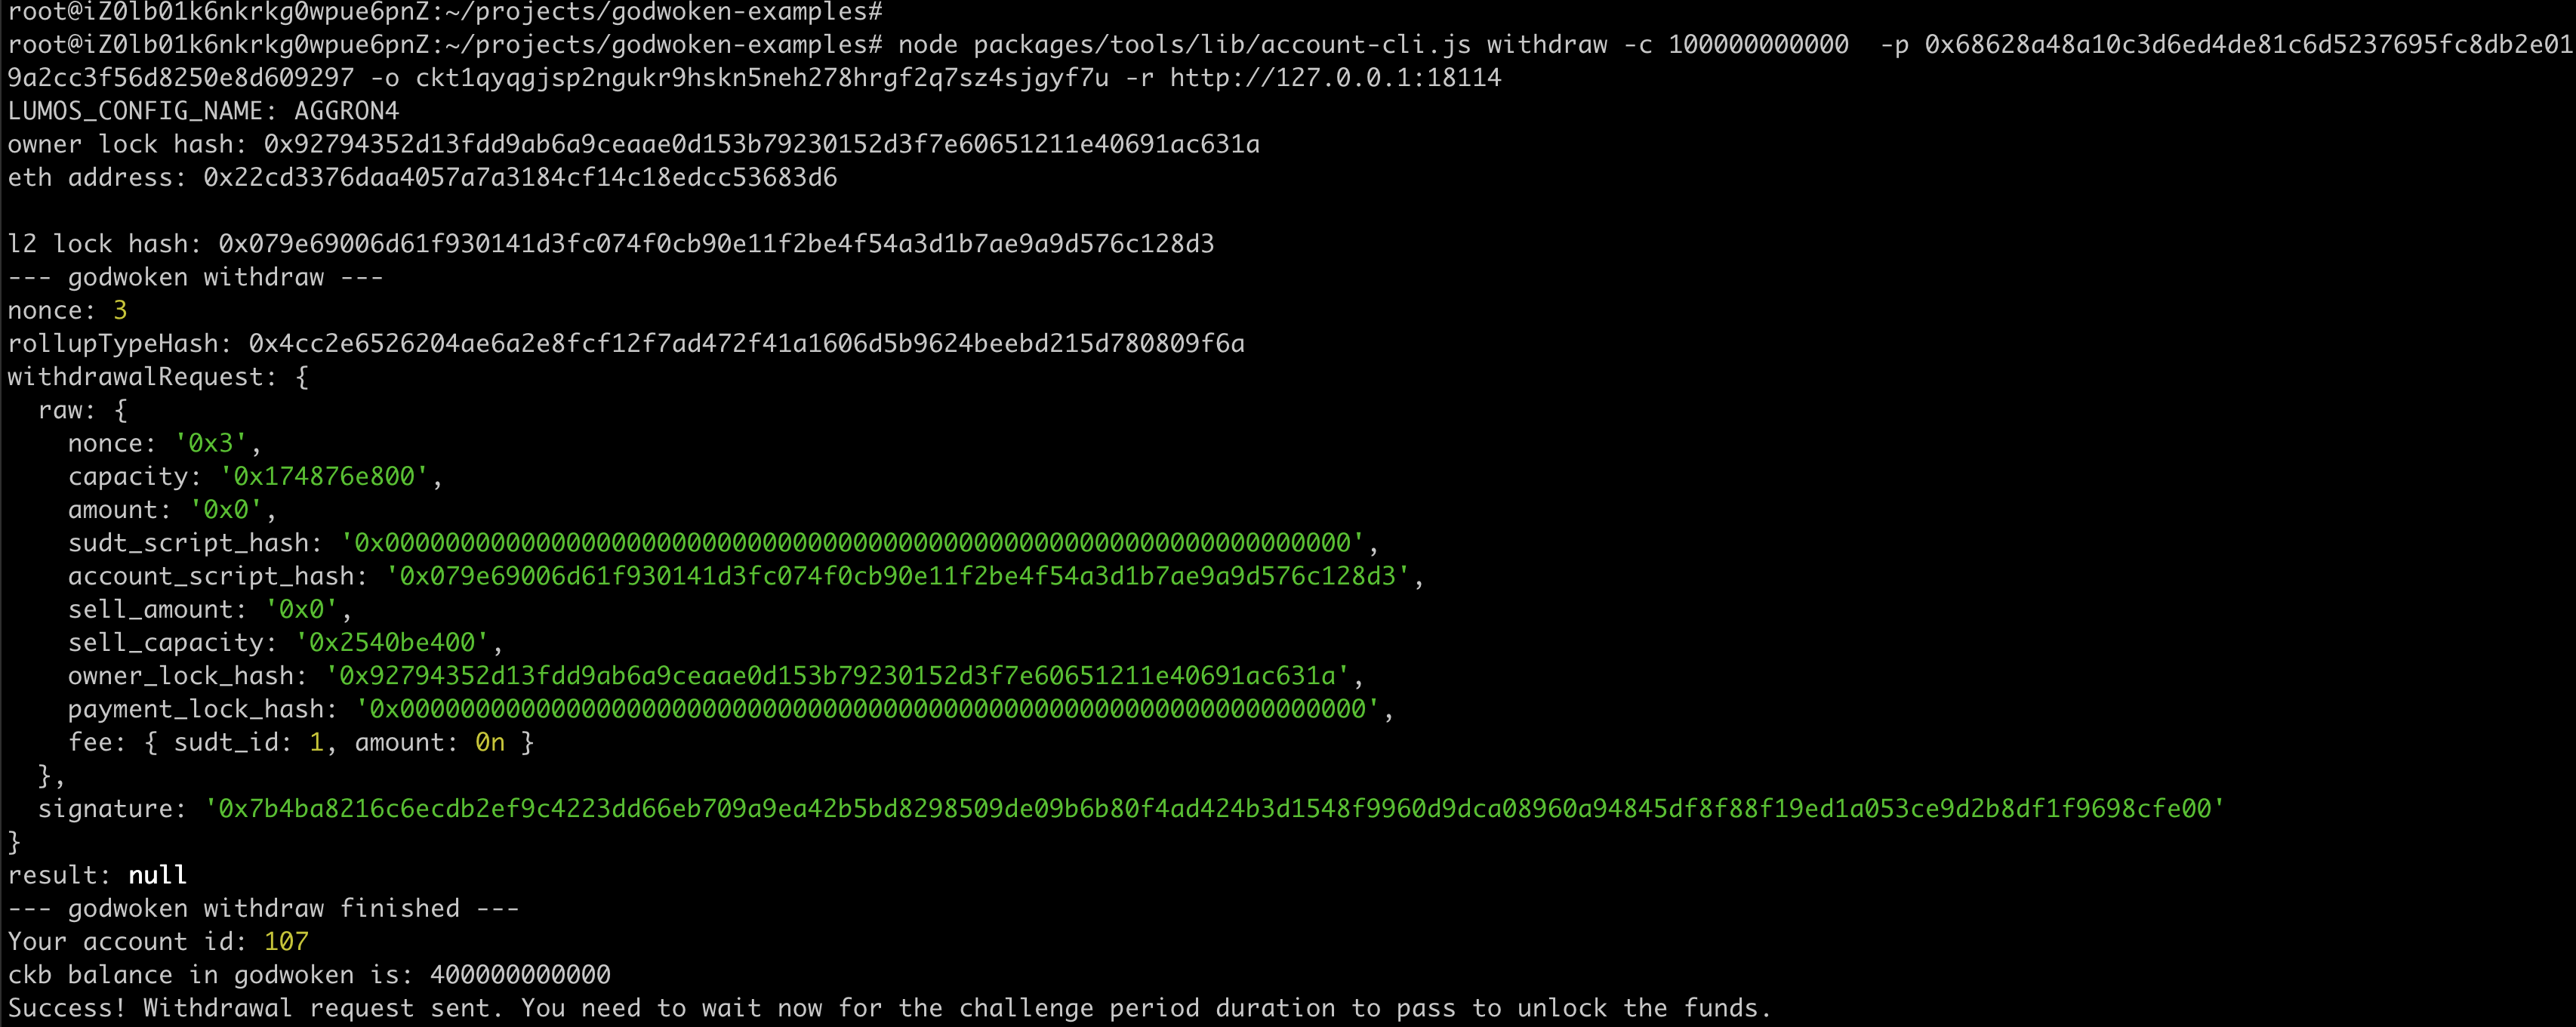 root@iZ0lb01k6nkrkg0wpue6pnZ:~/projects/godwoken-examples#
root@iZ0lb01k6nkrkg0wpue6pnZ:~/projects/godwoken-examples# node packages/tools/lib/account-cli.js withdraw -c 100000000000  -p 0x68628a48a10c3d6ed4de81c6d5237695fc8db2e01
9a2cc3f56d8250e8d609297 -o ckt1qyqgjsp2ngukr9hskn5neh278hrgf2q7sz4sjgyf7u -r http://127.0.0.1:18114
LUMOS_CONFIG_NAME: AGGRON4
owner lock hash: 0x92794352d13fdd9ab6a9ceaae0d153b79230152d3f7e60651211e40691ac631a
eth address: 0x22cd3376daa4057a7a3184cf14c18edcc53683d6
l2 lock hash: 0x079e69006d61f930141d3fc074f0cb90e11f2be4f54a3d1b7ae9a9d576c128d3
--- godwoken withdraw ---
nonce: 3
rollupTypeHash: 0x4cc2e6526204ae6a2e8fcf12f7ad472f41a1606d5b9624beebd215d780809f6a
withdrawalRequest: {
  raw: {
    nonce: '0x3',
    capacity: '0x174876e800',
    amount: '0x0',
    sudt_script_hash: '0x0000000000000000000000000000000000000000000000000000000000000000',
    account_script_hash: '0x079e69006d61f930141d3fc074f0cb90e11f2be4f54a3d1b7ae9a9d576c128d3',
    sell_amount: '0x0',
    sell_capacity: '0x2540be400',
    owner_lock_hash: '0x92794352d13fdd9ab6a9ceaae0d153b79230152d3f7e60651211e40691ac631a',
    payment_lock_hash: '0x0000000000000000000000000000000000000000000000000000000000000000',
    fee: { sudt_id: 1, amount: 0n }
  },
  signature: '0x7b4ba8216c6ecdb2ef9c4223dd66eb709a9ea42b5bd8298509de09b6b80f4ad424b3d1548f9960d9dca08960a94845df8f88f19ed1a053ce9d2b8df1f9698cfe00'
}
result: null
--- godwoken withdraw finished ---
Your account id: 107
ckb balance in godwoken is: 400000000000
Success! Withdrawal request sent. You need to wait now for the challenge period duration to pass to unlock the funds.